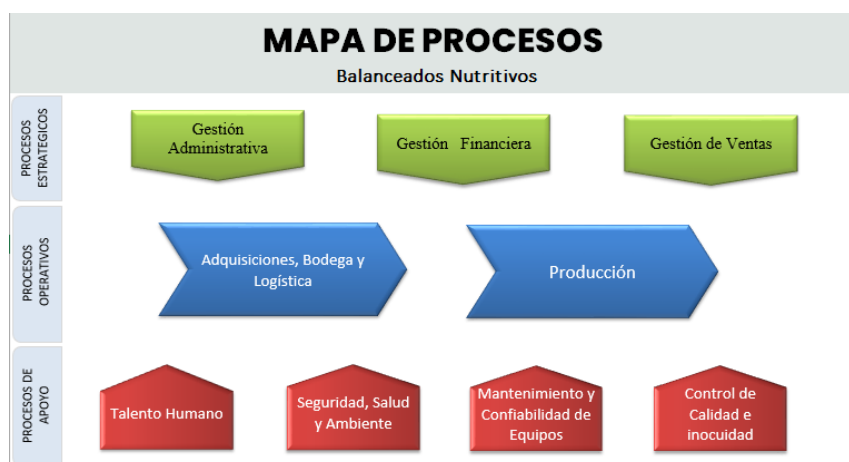 MAPA DE PROCESOS
Balanceados Nutritivos
PROCESOS
ESTRATEGICOS
Gestión
Administrativa
Gestión Financiera
Gestión de Ventas
PROCESOS
OPERATIVOS
Adquisiciones, Bodega y
Logística
Producción
PROCESOS DE
APOYO
Talento Humano
Seguridad, Salud
y Ambiente
Mantenimiento y
Confiabilidad de
Equipos
Control de
Calidad e
inocuidad